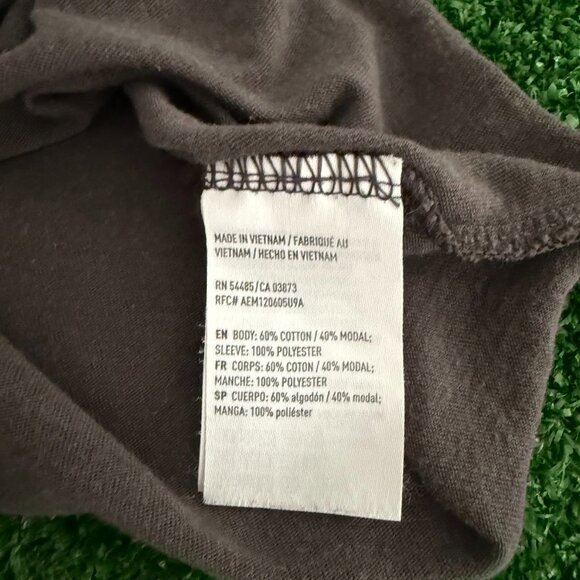 MADE IN VIETNAM / FABRIQUÉ AU
VIETNAM / HECHO EN VIETNAM
RN 54485/CA 03873
RFC# AEM120605U9A
EN BODY: 60% COTTON / 40% MODAL;
SLEEVE: 100% POLYESTER
FR CORPS: 60% COTON / 40% MODAL;
MANCHE: 100% POLYESTER
SP CUERPO: 60% algodón / 40% modal;
MANGA: 100% poliéster